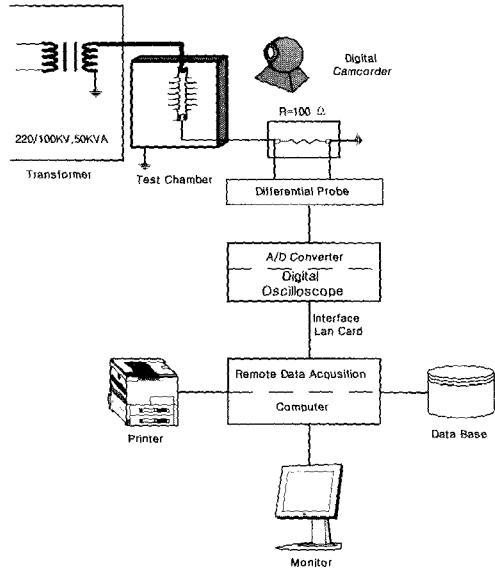 Digital
Camcorder
R=100 Ω
220/100KV,50KVA
Transformer
Test Chamber
Differential Probe
A/D Converter
Digital
Oscilloscope
Interface
Lan Card
Remote Data Acqusition
Computer
Printer
Data Base
Monitor